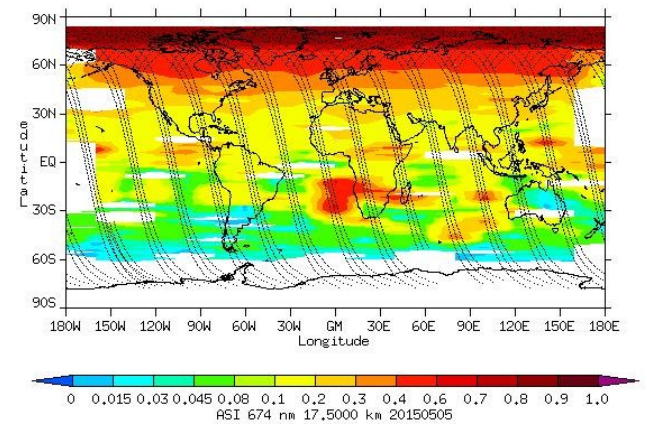 90N
60N
30N
EQ
30S
60S
90S
Latitude
180W 150W 120W 90W 60W 30W GM 30E 60E 90E 120E 150E 180E
Longitude
0 0.015 0.03 0.045 0.08 0.1 0.2 0.3 0.4 0.6 0.7 0.8 0.9 1.0
ASI 674 nm 17.5000 km 20150505